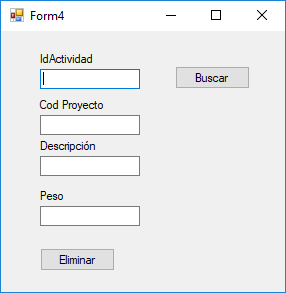 Form4
IdActividad
Buscar
Cod Proyecto
Descripción
Peso
Eliminar